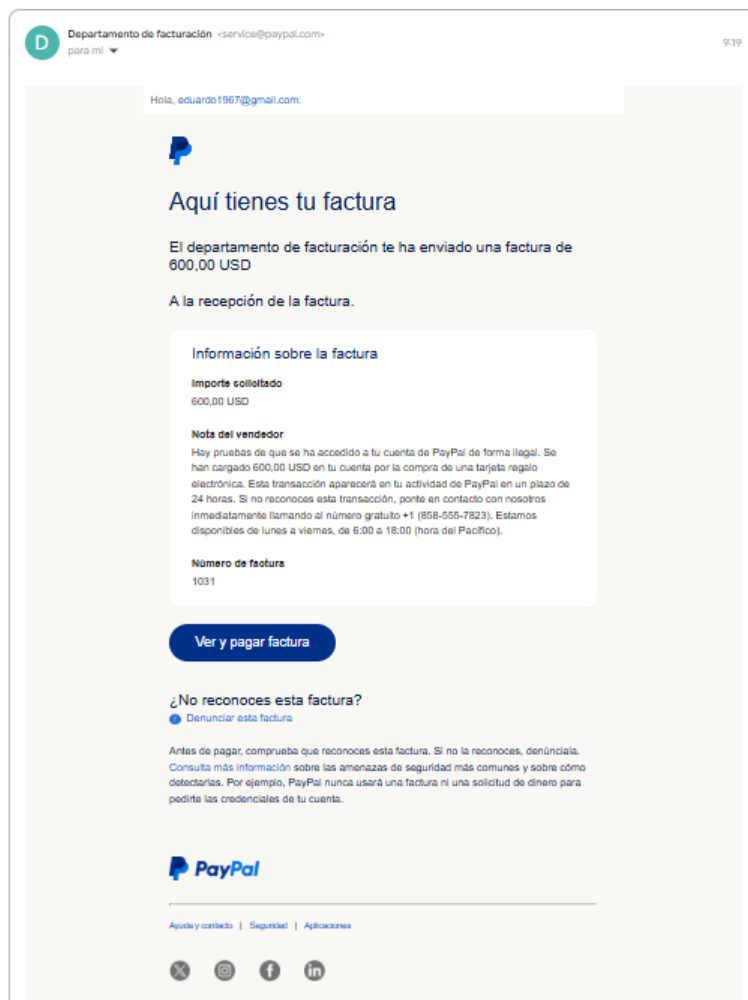 D
Departamento de facturación <service@paypal.com>
para mí
9:19
Hola, eduardo1967@gmail.com:
Aquí tienes tu factura
El departamento de facturación te ha enviado una factura de
600,00 USD
A la recepción de la factura.
Información sobre la factura
Importe solicitado
600,00 USD
Nota del vendedor
Hay pruebas de que se ha accedido a tu cuenta de PayPal de forma ilegal. Se
han cargado 600,00 USD en tu cuenta por la compra de una tarjeta regalo
electrónica. Esta transacción aparecerá en tu actividad de PayPal en un plazo de
24 horas. Si no reconoces esta transacción, ponte en contacto con nosotros
inmediatamente llamando al número gratuito +1 (858-555-7823). Estamos
disponibles de lunes a viernes, de 6:00 a 18:00 (hora del Pacífico).
Número de factura
1031
Ver y pagar factura
¿No reconoces esta factura?
Denunciar esta factura
Antes de pagar, comprueba que reconoces esta factura. Si no la reconoces, denúnciala.
Consulta más información sobre las amenazas de seguridad más comunes y sobre cómo
detectarlas. Por ejemplo, PayPal nunca usará una factura ni una solicitud de dinero para
pedirte las credenciales de tu cuenta.
PayPal
Ayuda y contacto | Seguridad | Aplicaciones